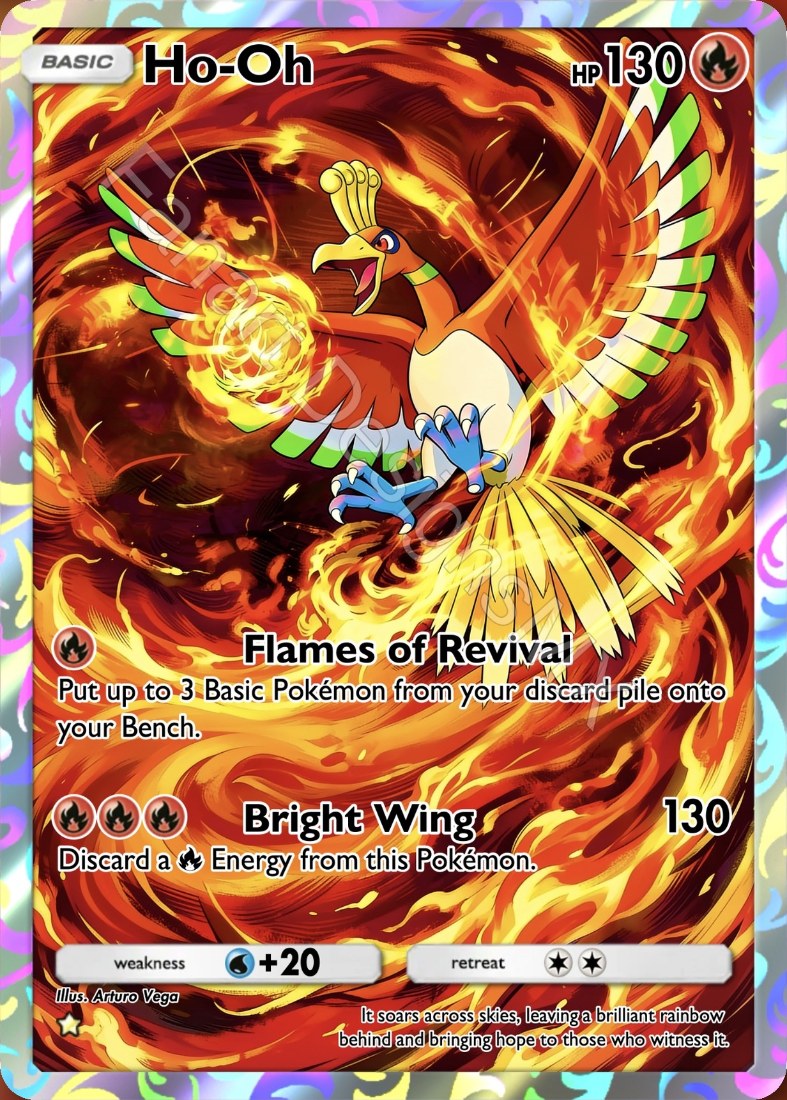 BASIC Ho-Oh HP 130
Flames of Revival
Put up to 3 Basic Pokémon from your discard pile onto
your Bench.
Bright Wing 130
Discard a Energy from this Pokémon.
weakness +20 retreat
Illus. Arturo Vega
It soars across skies, leaving a brilliant rainbow
behind and bringing hope to those who witness it.